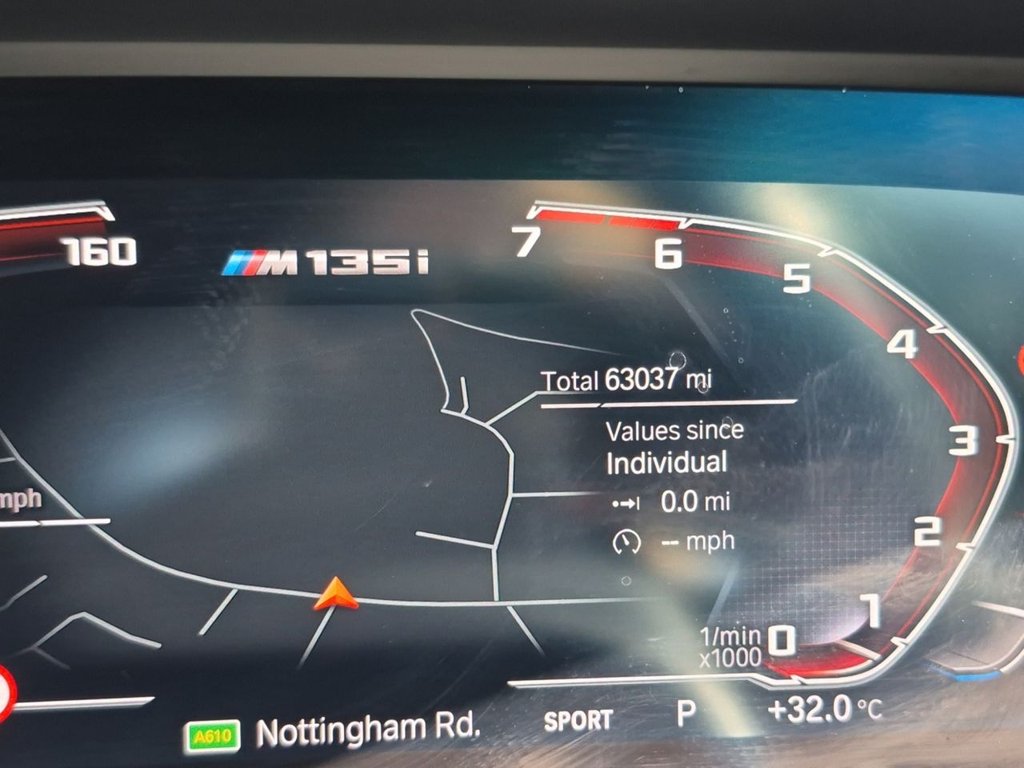 160
M135i
7
6
5
4
3
2
1
0
Total 63037 mi
Values since
Individual
0.0 mi
-- mph
mph
1/min
x1000
A610 Nottingham Rd. SPORT P +32.0 °C